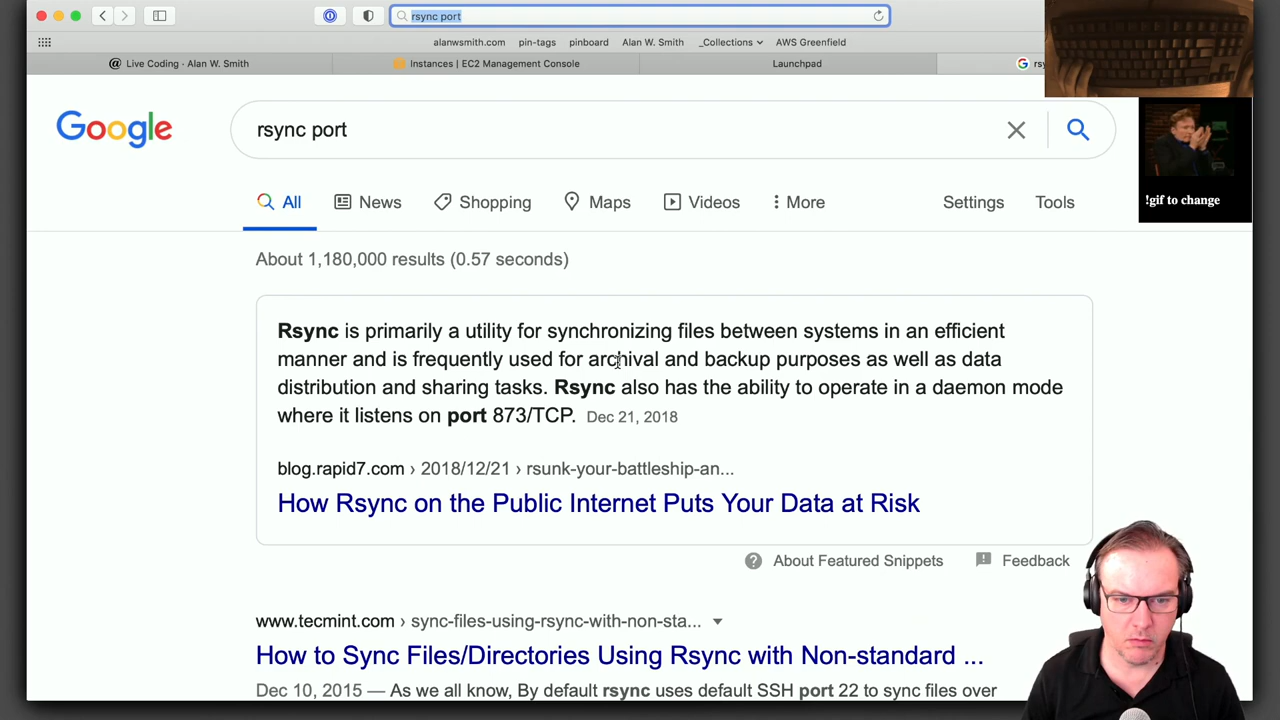 rsync port
alanwsmith.com pin-tags pinboard Alan W. Smith _Collections AWS Greenfield
@ Live Coding · Alan W. Smith Instances | EC2 Management Console Launchpad
Google rsync port
All News Shopping Maps Videos More Settings Tools
!gif to change
About 1,180,000 results (0.57 seconds)
Rsync is primarily a utility for synchronizing files between systems in an efficient
manner and is frequently used for archival and backup purposes as well as data
distribution and sharing tasks. Rsync also has the ability to operate in a daemon mode
where it listens on port 873/TCP. Dec 21, 2018
blog.rapid7.com › 2018/12/21 › rsunk-your-battleship-an...
How Rsync on the Public Internet Puts Your Data at Risk
About Featured Snippets Feedback
www.tecmint.com › sync-files-using-rsync-with-non-sta...
How to Sync Files/Directories Using Rsync with Non-standard ...
Dec 10, 2015 — As we all know, By default rsync uses default SSH port 22 to sync files over